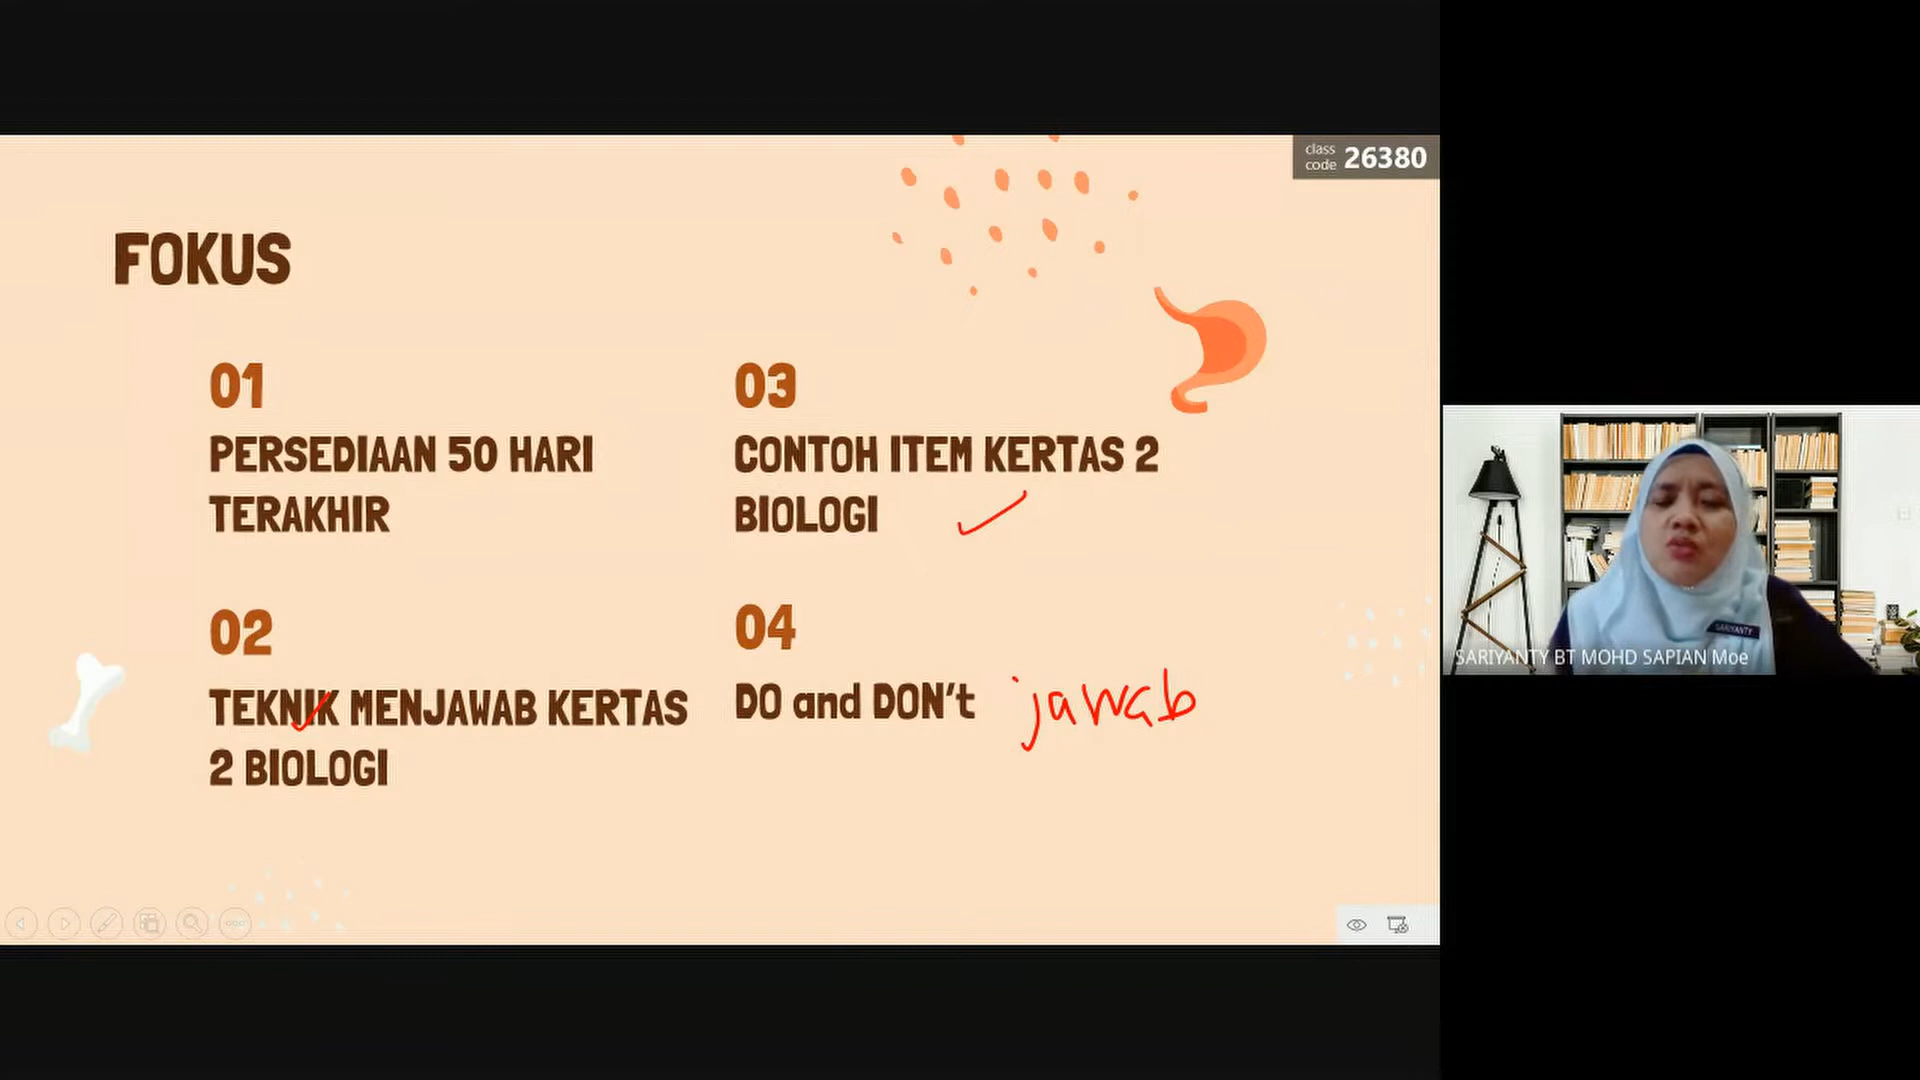 class code 26380
FOKUS
01
PERSEDIAAN 50 HARI
TERAKHIR
02
TEKNIK MENJAWAB KERTAS
2 BIOLOGI
03
CONTOH ITEM KERTAS 2
BIOLOGI
04
DO and DON't jawab
SARIYANTY
SARIYANTY BT MOHD SAPIAN Moe